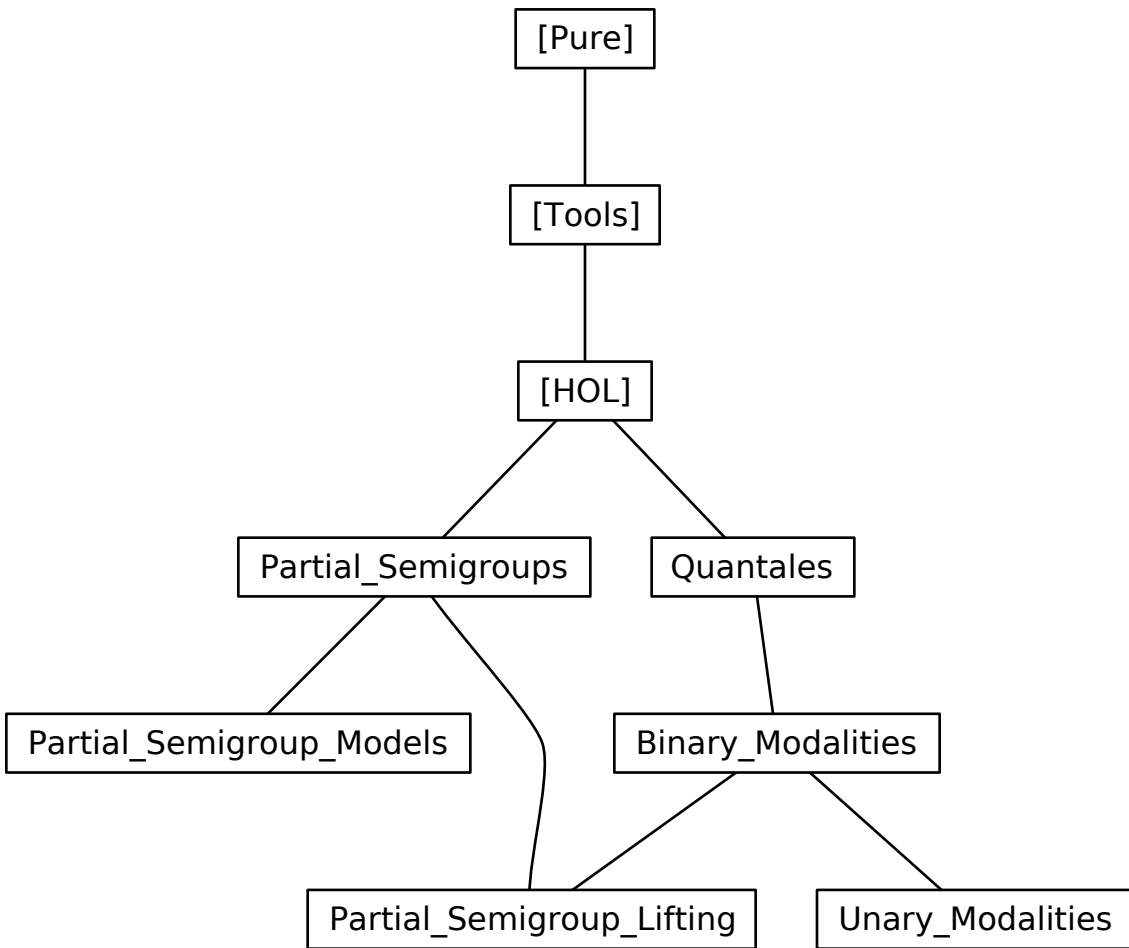 [Pure]
[Tools]
[HOL]
Partial_Semigroups
Quantales
Partial_Semigroup_Models
Binary_Modalities
Partial_Semigroup_Lifting
Unary_Modalities